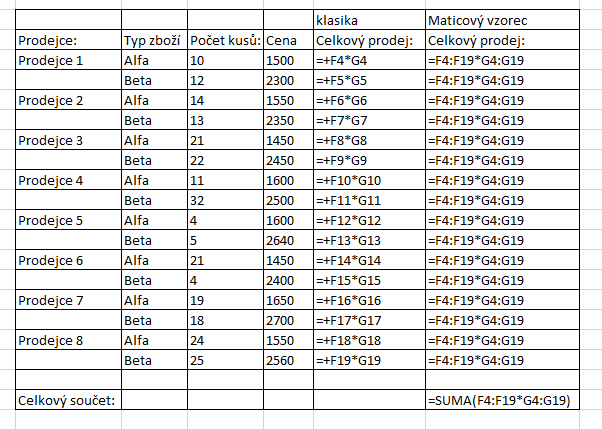 klasika Maticový vzorec
Prodejce: Typ zboží Počet kusů: Cena Celkový prodej: Celkový prodej:
Prodejce 1 Alfa 10 1500 =+F4*G4 =F4:F19*G4:G19
Beta 12 2300 =+F5*G5 =F4:F19*G4:G19
Prodejce 2 Alfa 14 1550 =+F6*G6 =F4:F19*G4:G19
Beta 13 2350 =+F7*G7 =F4:F19*G4:G19
Prodejce 3 Alfa 21 1450 =+F8*G8 =F4:F19*G4:G19
Beta 22 2450 =+F9*G9 =F4:F19*G4:G19
Prodejce 4 Alfa 11 1600 =+F10*G10 =F4:F19*G4:G19
Beta 32 2500 =+F11*G11 =F4:F19*G4:G19
Prodejce 5 Alfa 4 1600 =+F12*G12 =F4:F19*G4:G19
Beta 5 2640 =+F13*G13 =F4:F19*G4:G19
Prodejce 6 Alfa 21 1450 =+F14*G14 =F4:F19*G4:G19
Beta 4 2400 =+F15*G15 =F4:F19*G4:G19
Prodejce 7 Alfa 19 1650 =+F16*G16 =F4:F19*G4:G19
Beta 18 2700 =+F17*G17 =F4:F19*G4:G19
Prodejce 8 Alfa 24 1550 =+F18*G18 =F4:F19*G4:G19
Beta 25 2560 =+F19*G19 =F4:F19*G4:G19
Celkový součet: =SUMA(F4:F19*G4:G19)